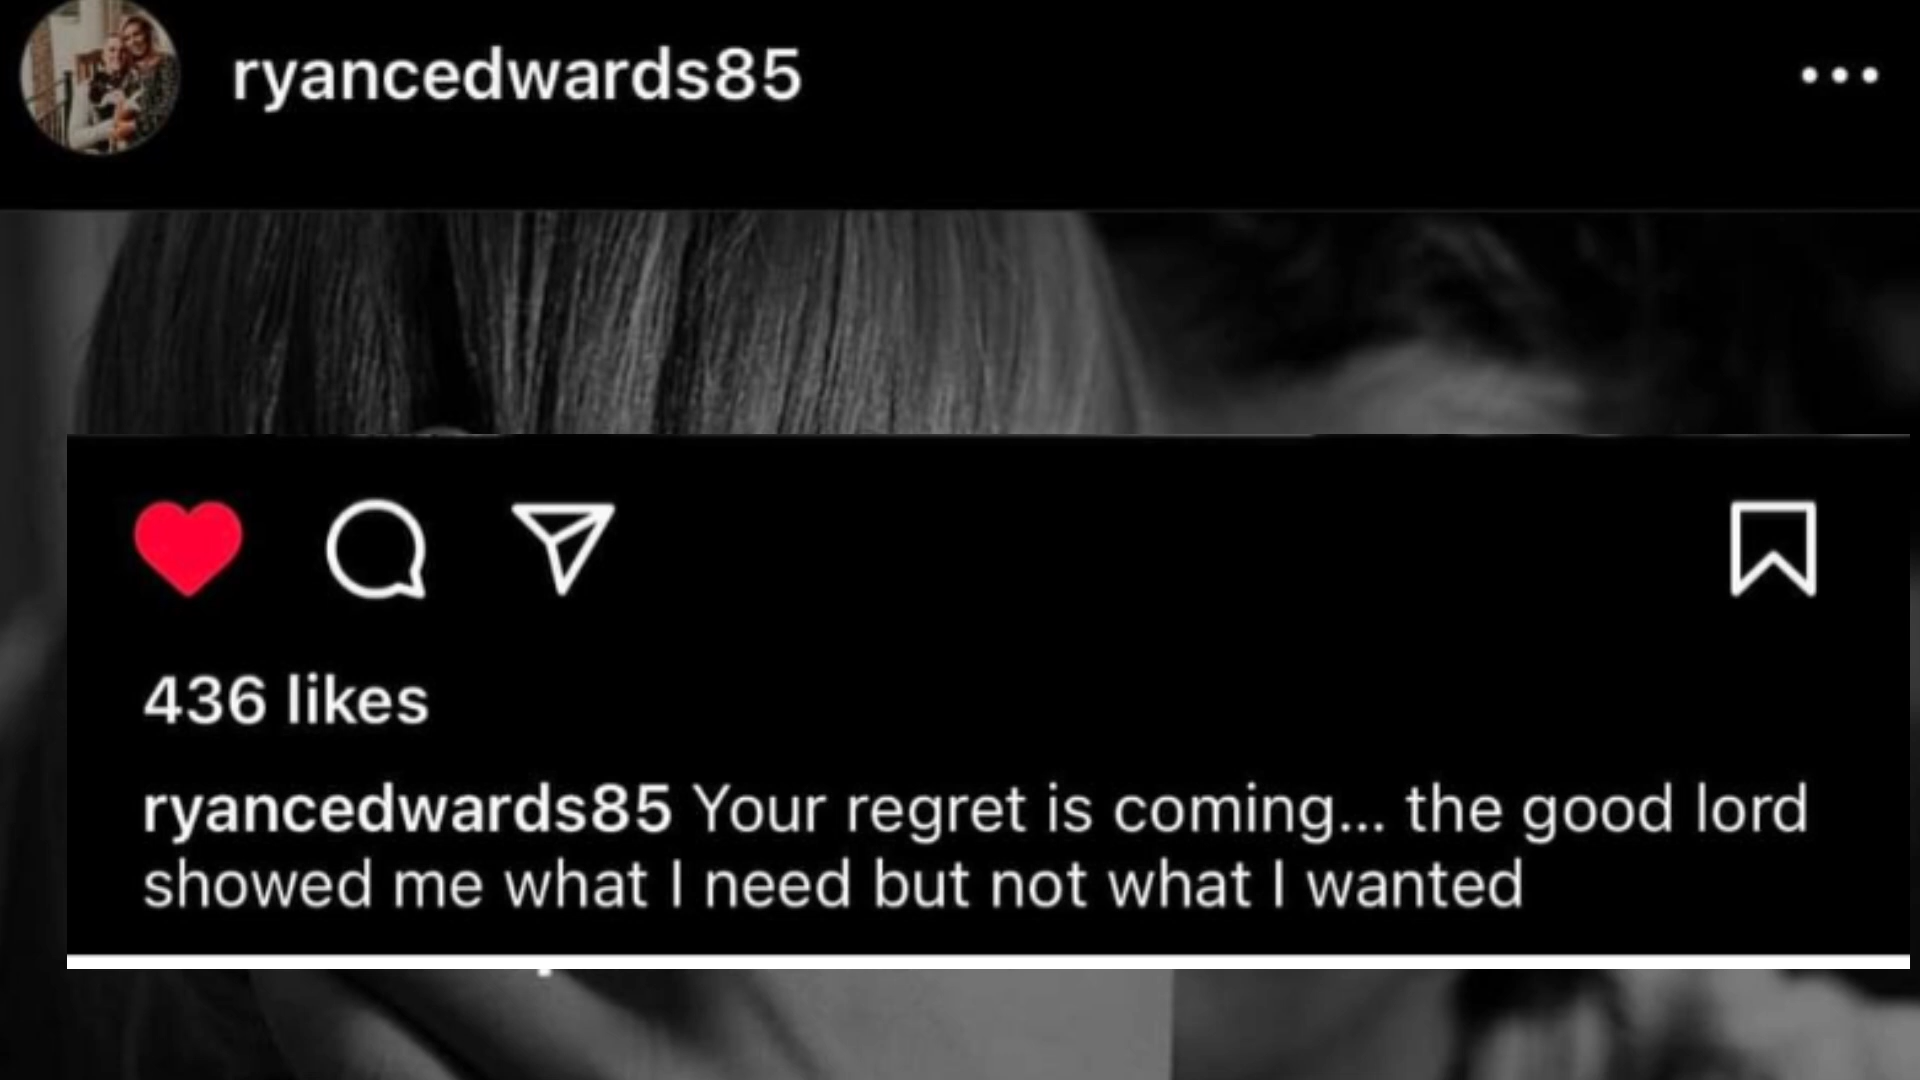 ryancedwards85
436 likes
ryancedwards85 Your regret is coming... the good lord
showed me what I need but not what I wanted